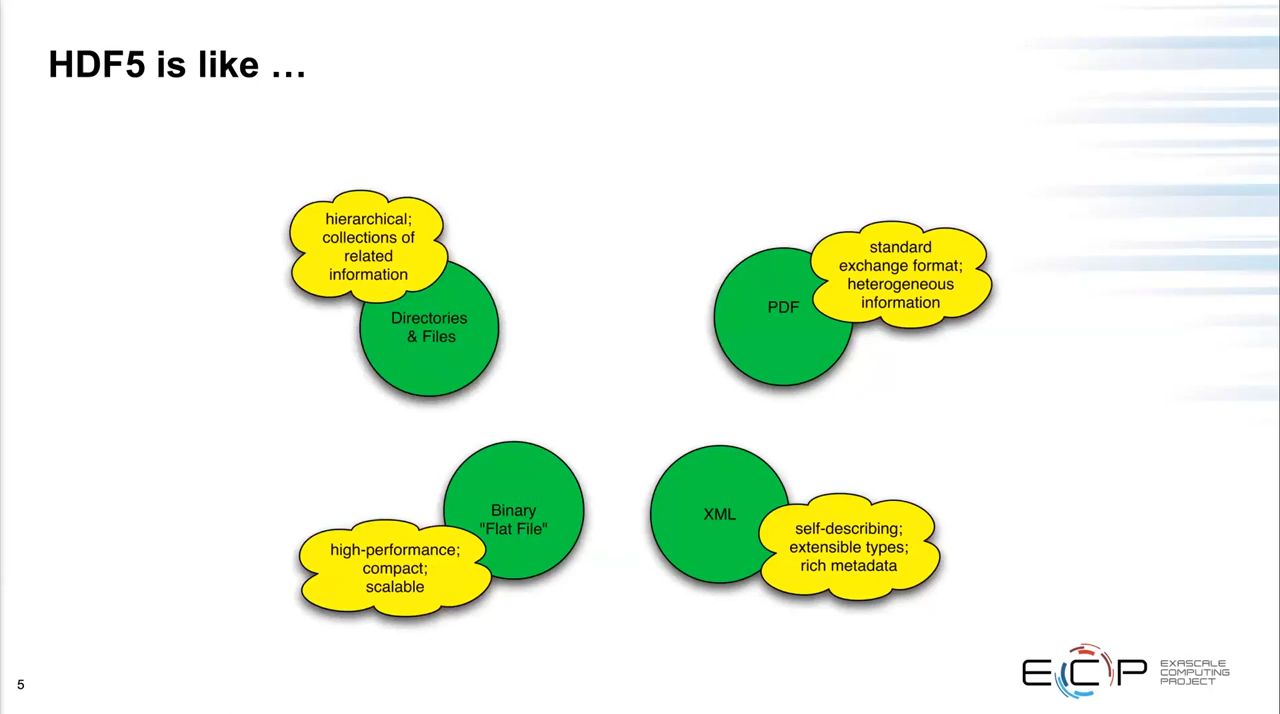 HDF5 is like …
hierarchical;
collections of
related
information
Directories
& Files
standard
exchange format;
heterogeneous
information
PDF
Binary
"Flat File"
high-performance;
compact;
scalable
XML
self-describing;
extensible types;
rich metadata
5
ECP
EXASCALE
COMPUTING
PROJECT